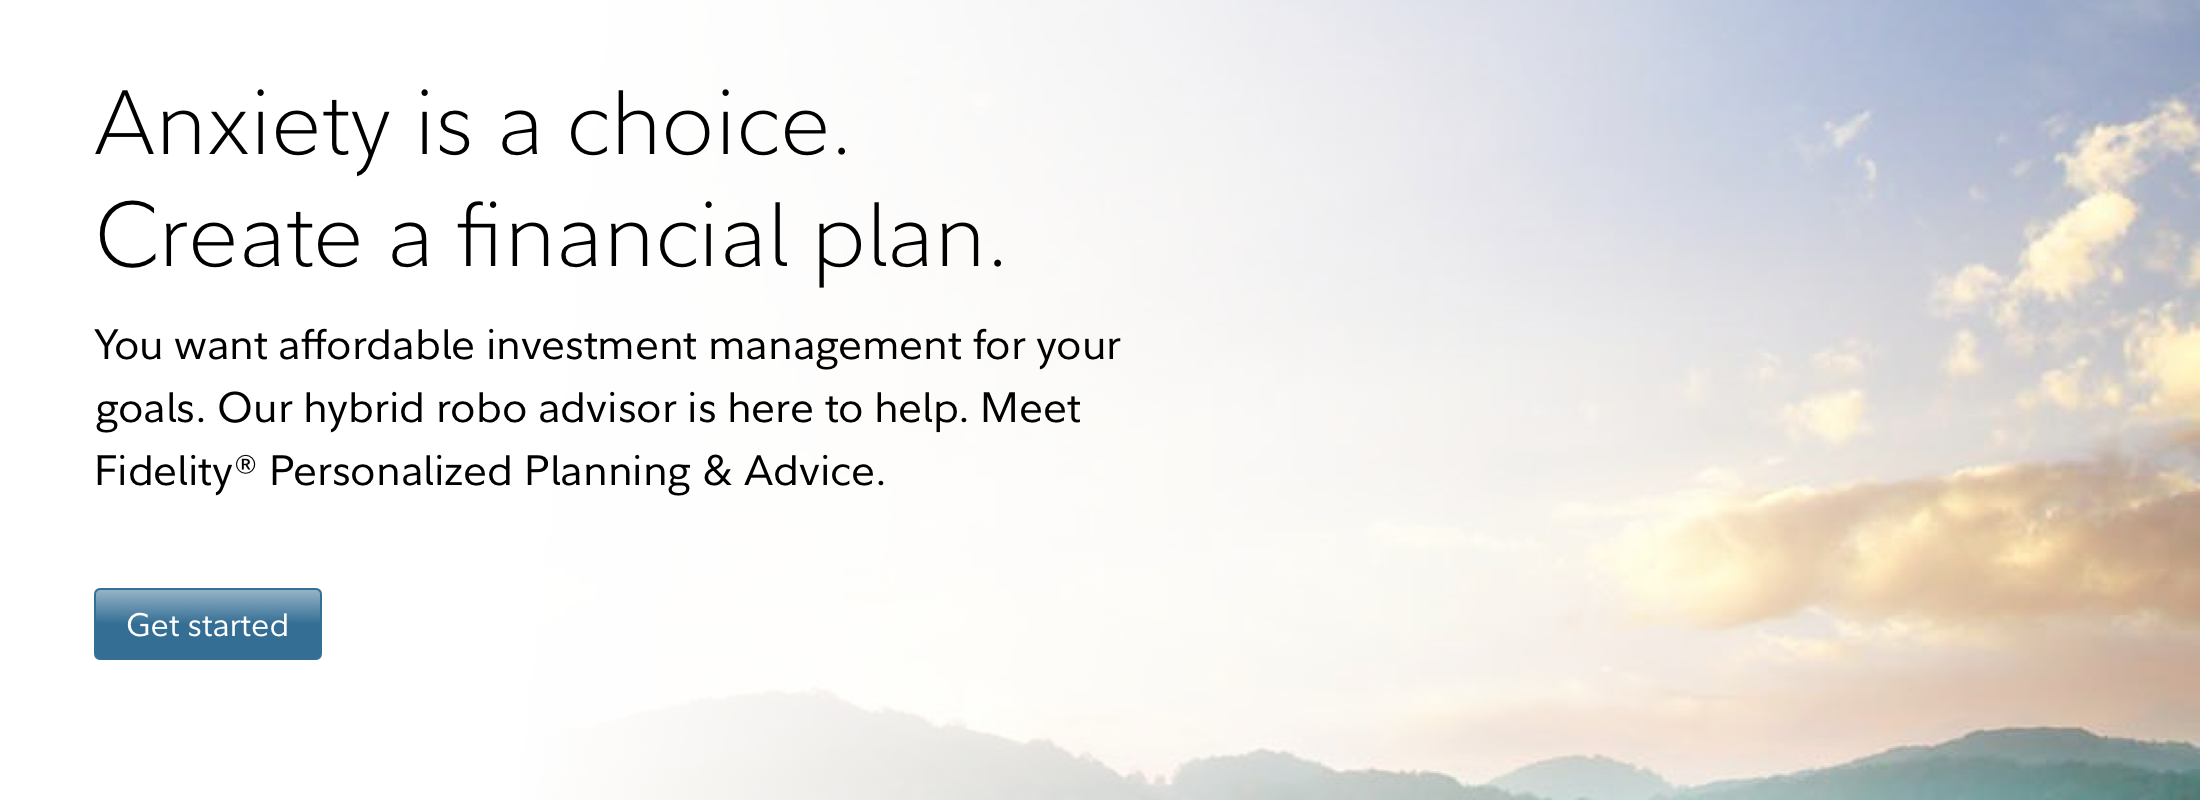 Anxiety is a choice.
Create a financial plan.
You want affordable investment management for your
goals. Our hybrid robo advisor is here to help. Meet
Fidelity® Personalized Planning & Advice.
Get started